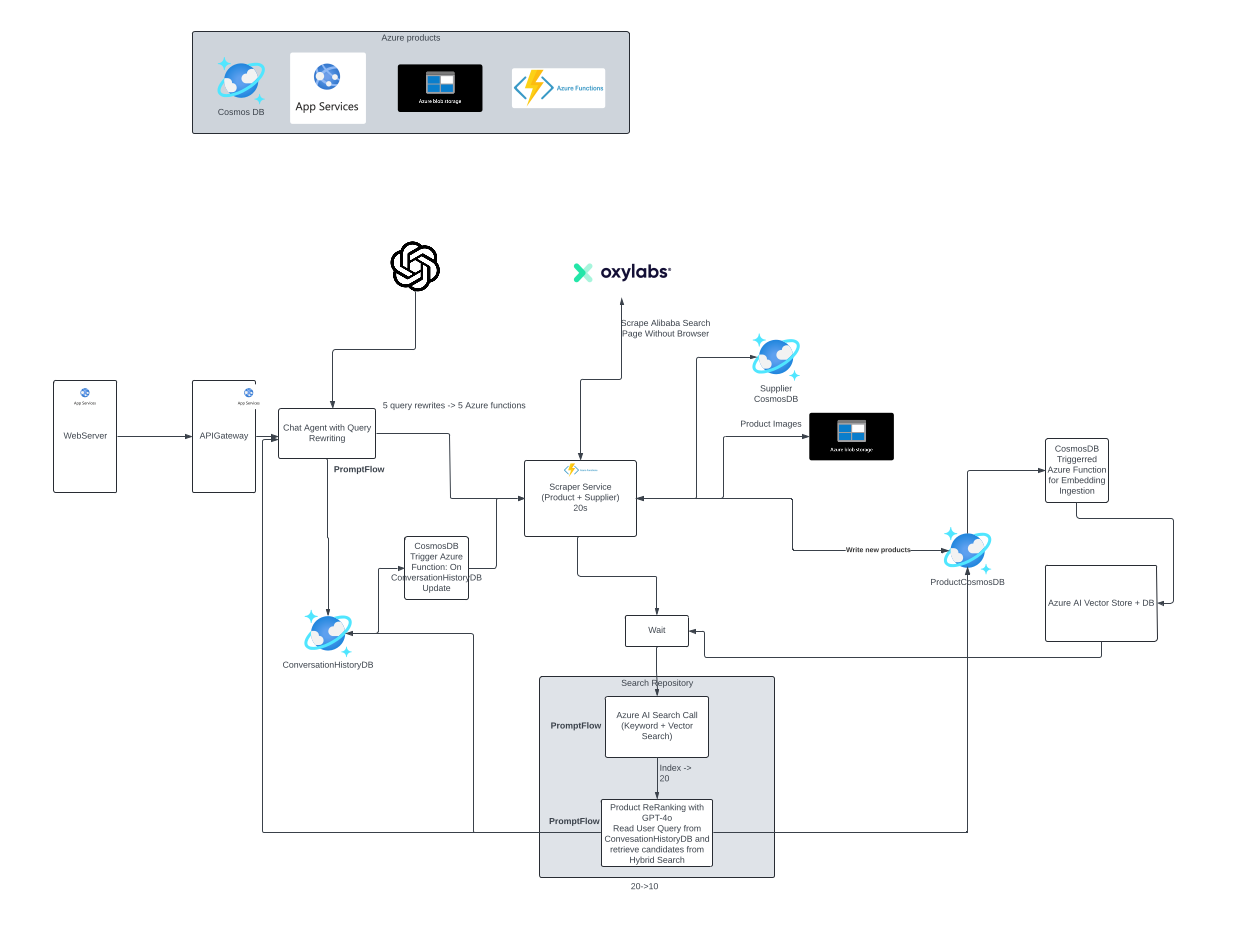 Azure products
Cosmos DB
App Services
Azure blob storage
Azure Functions
oxylabs®
Scrape Alibaba Search
Page Without Browser
Supplier
CosmosDB
5 query rewrites -> 5 Azure functions
App Services
WebServer
App Services
APIGateway
Chat Agent with Query
Rewriting
PromptFlow
Product Images
Azure blob storage
Scraper Service
(Product + Supplier)
20s
CosmosDB
Triggerred
Azure Function
for Embedding
Ingestion
CosmosDB
Trigger Azure
Function: On
ConversationHistoryDB
Update
Write new products
ProductCosmosDB
Azure AI Vector Store + DB
Wait
ConversationHistoryDB
Search Repository
PromptFlow
Azure AI Search Call
(Keyword + Vector
Search)
Index ->
20
PromptFlow
Product ReRanking with
GPT-4o
Read User Query from
ConvesationHistoryDB and
retrieve candidates from
Hybrid Search
20->10